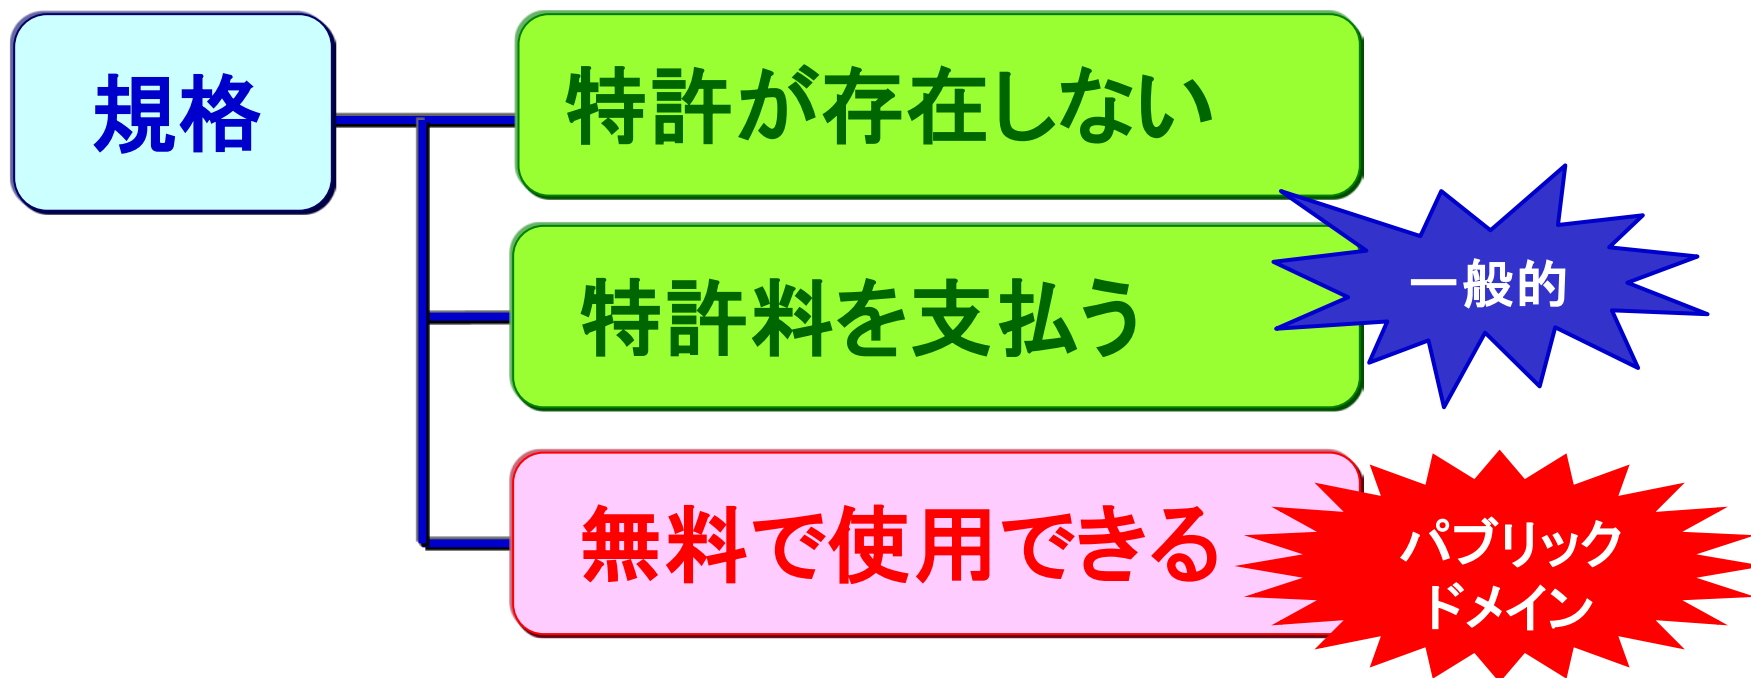 規格
特許が存在しない
特許料を支払う
一般的
無料で使用できる
パブリック
ドメイン